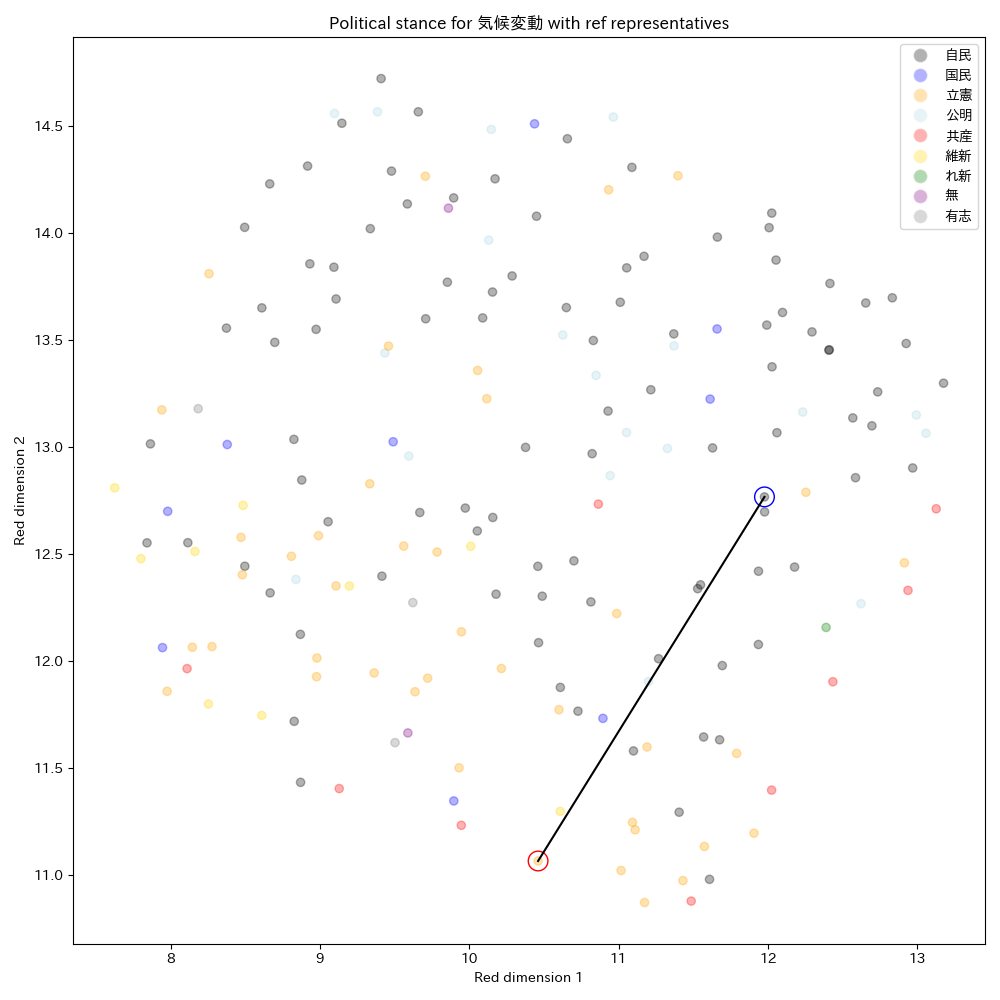 Political stance for 気候変動 with ref representatives
自民
国民
立憲
公明
共産
維新
れ新
無
有志
Red dimension 2
14.5
14.0
13.5
13.0
12.5
12.0
11.5
11.0
8 9 10 11 12 13
Red dimension 1